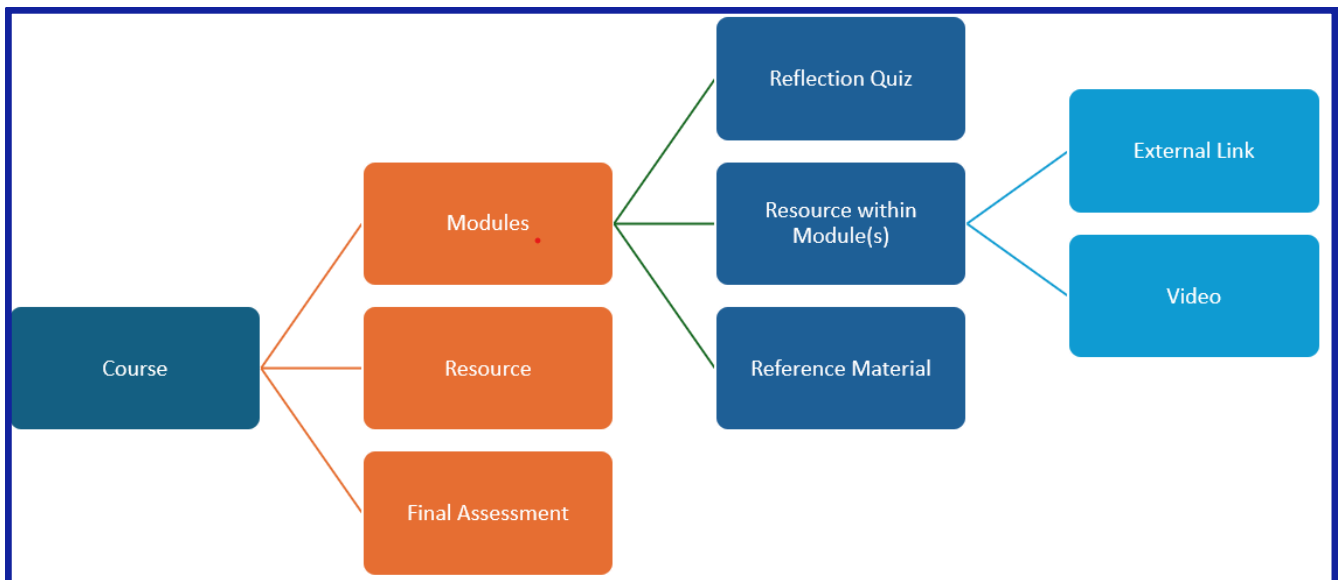 Course
Modules
Resource
Final Assessment
Reflection Quiz
Resource within
Module(s)
Reference Material
External Link
Video